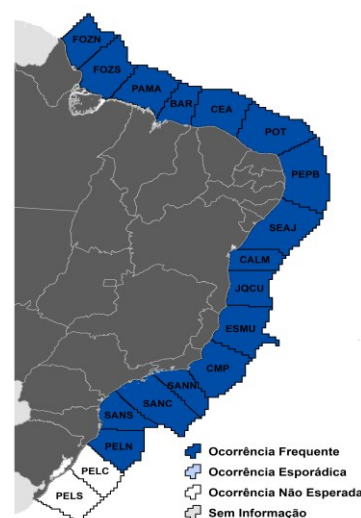 FOZN
FOZS
PAMA
BAR
CEA
POT
PEPB
SEAJ
CALM
JQCU
ESMU
CMP
SANN
SANC
SANS
PELN
PELC
PELS
Ocorrência Frequente
Ocorrência Esporádica
Ocorrência Não Esperada
Sem Informação